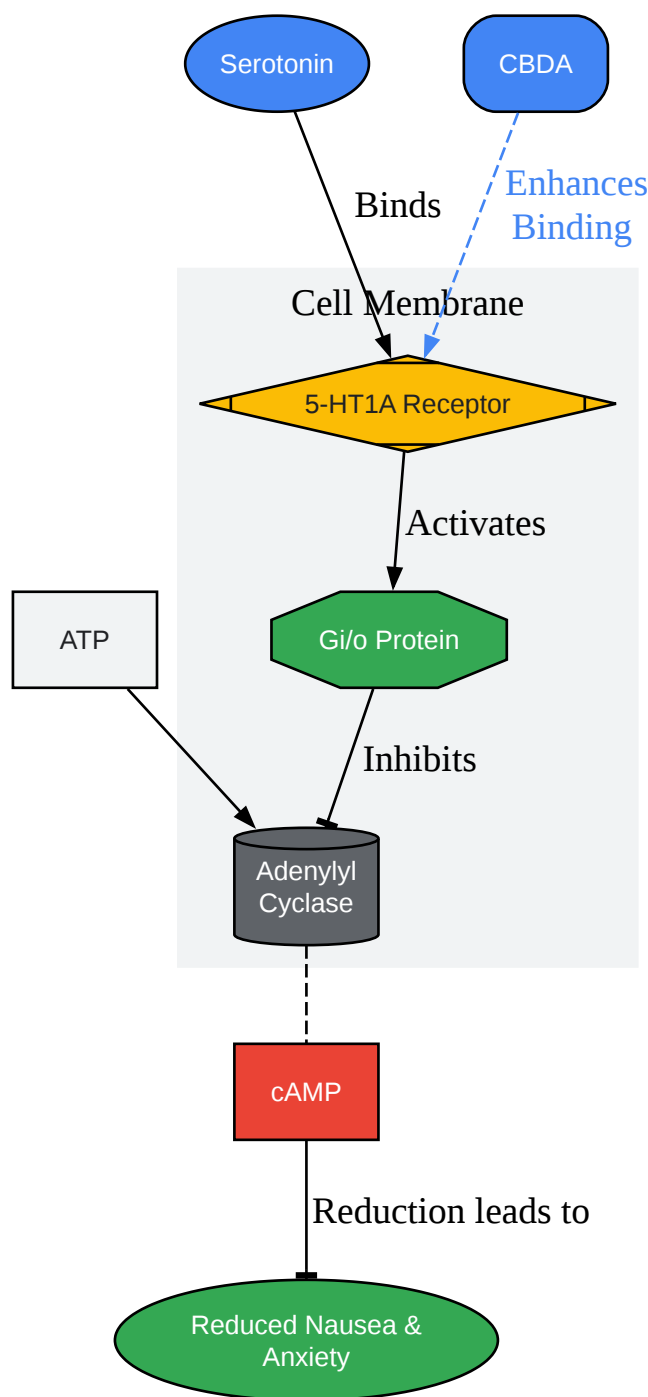 Serotonin
CBDA
Binds
Enhances
Binding
Cell Membrane
5-HT1A Receptor
Activates
ATP
Gi/o Protein
Inhibits
Adenylyl
Cyclase
cAMP
Reduction leads to
Reduced Nausea &
Anxiety